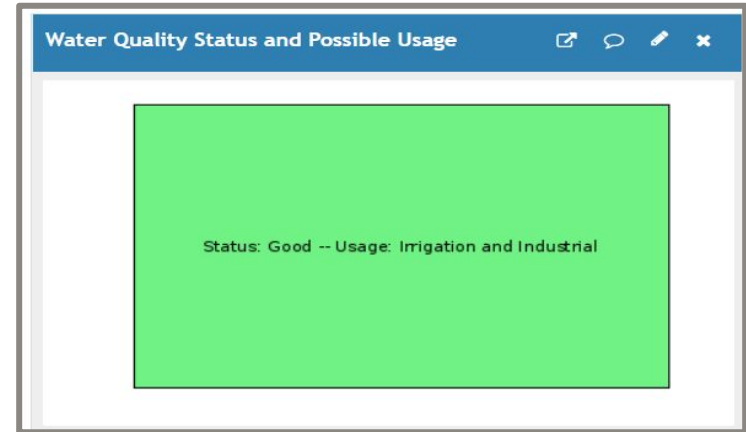 Water Quality Status and Possible Usage
Status: Good -- Usage: Irrigation and Industrial